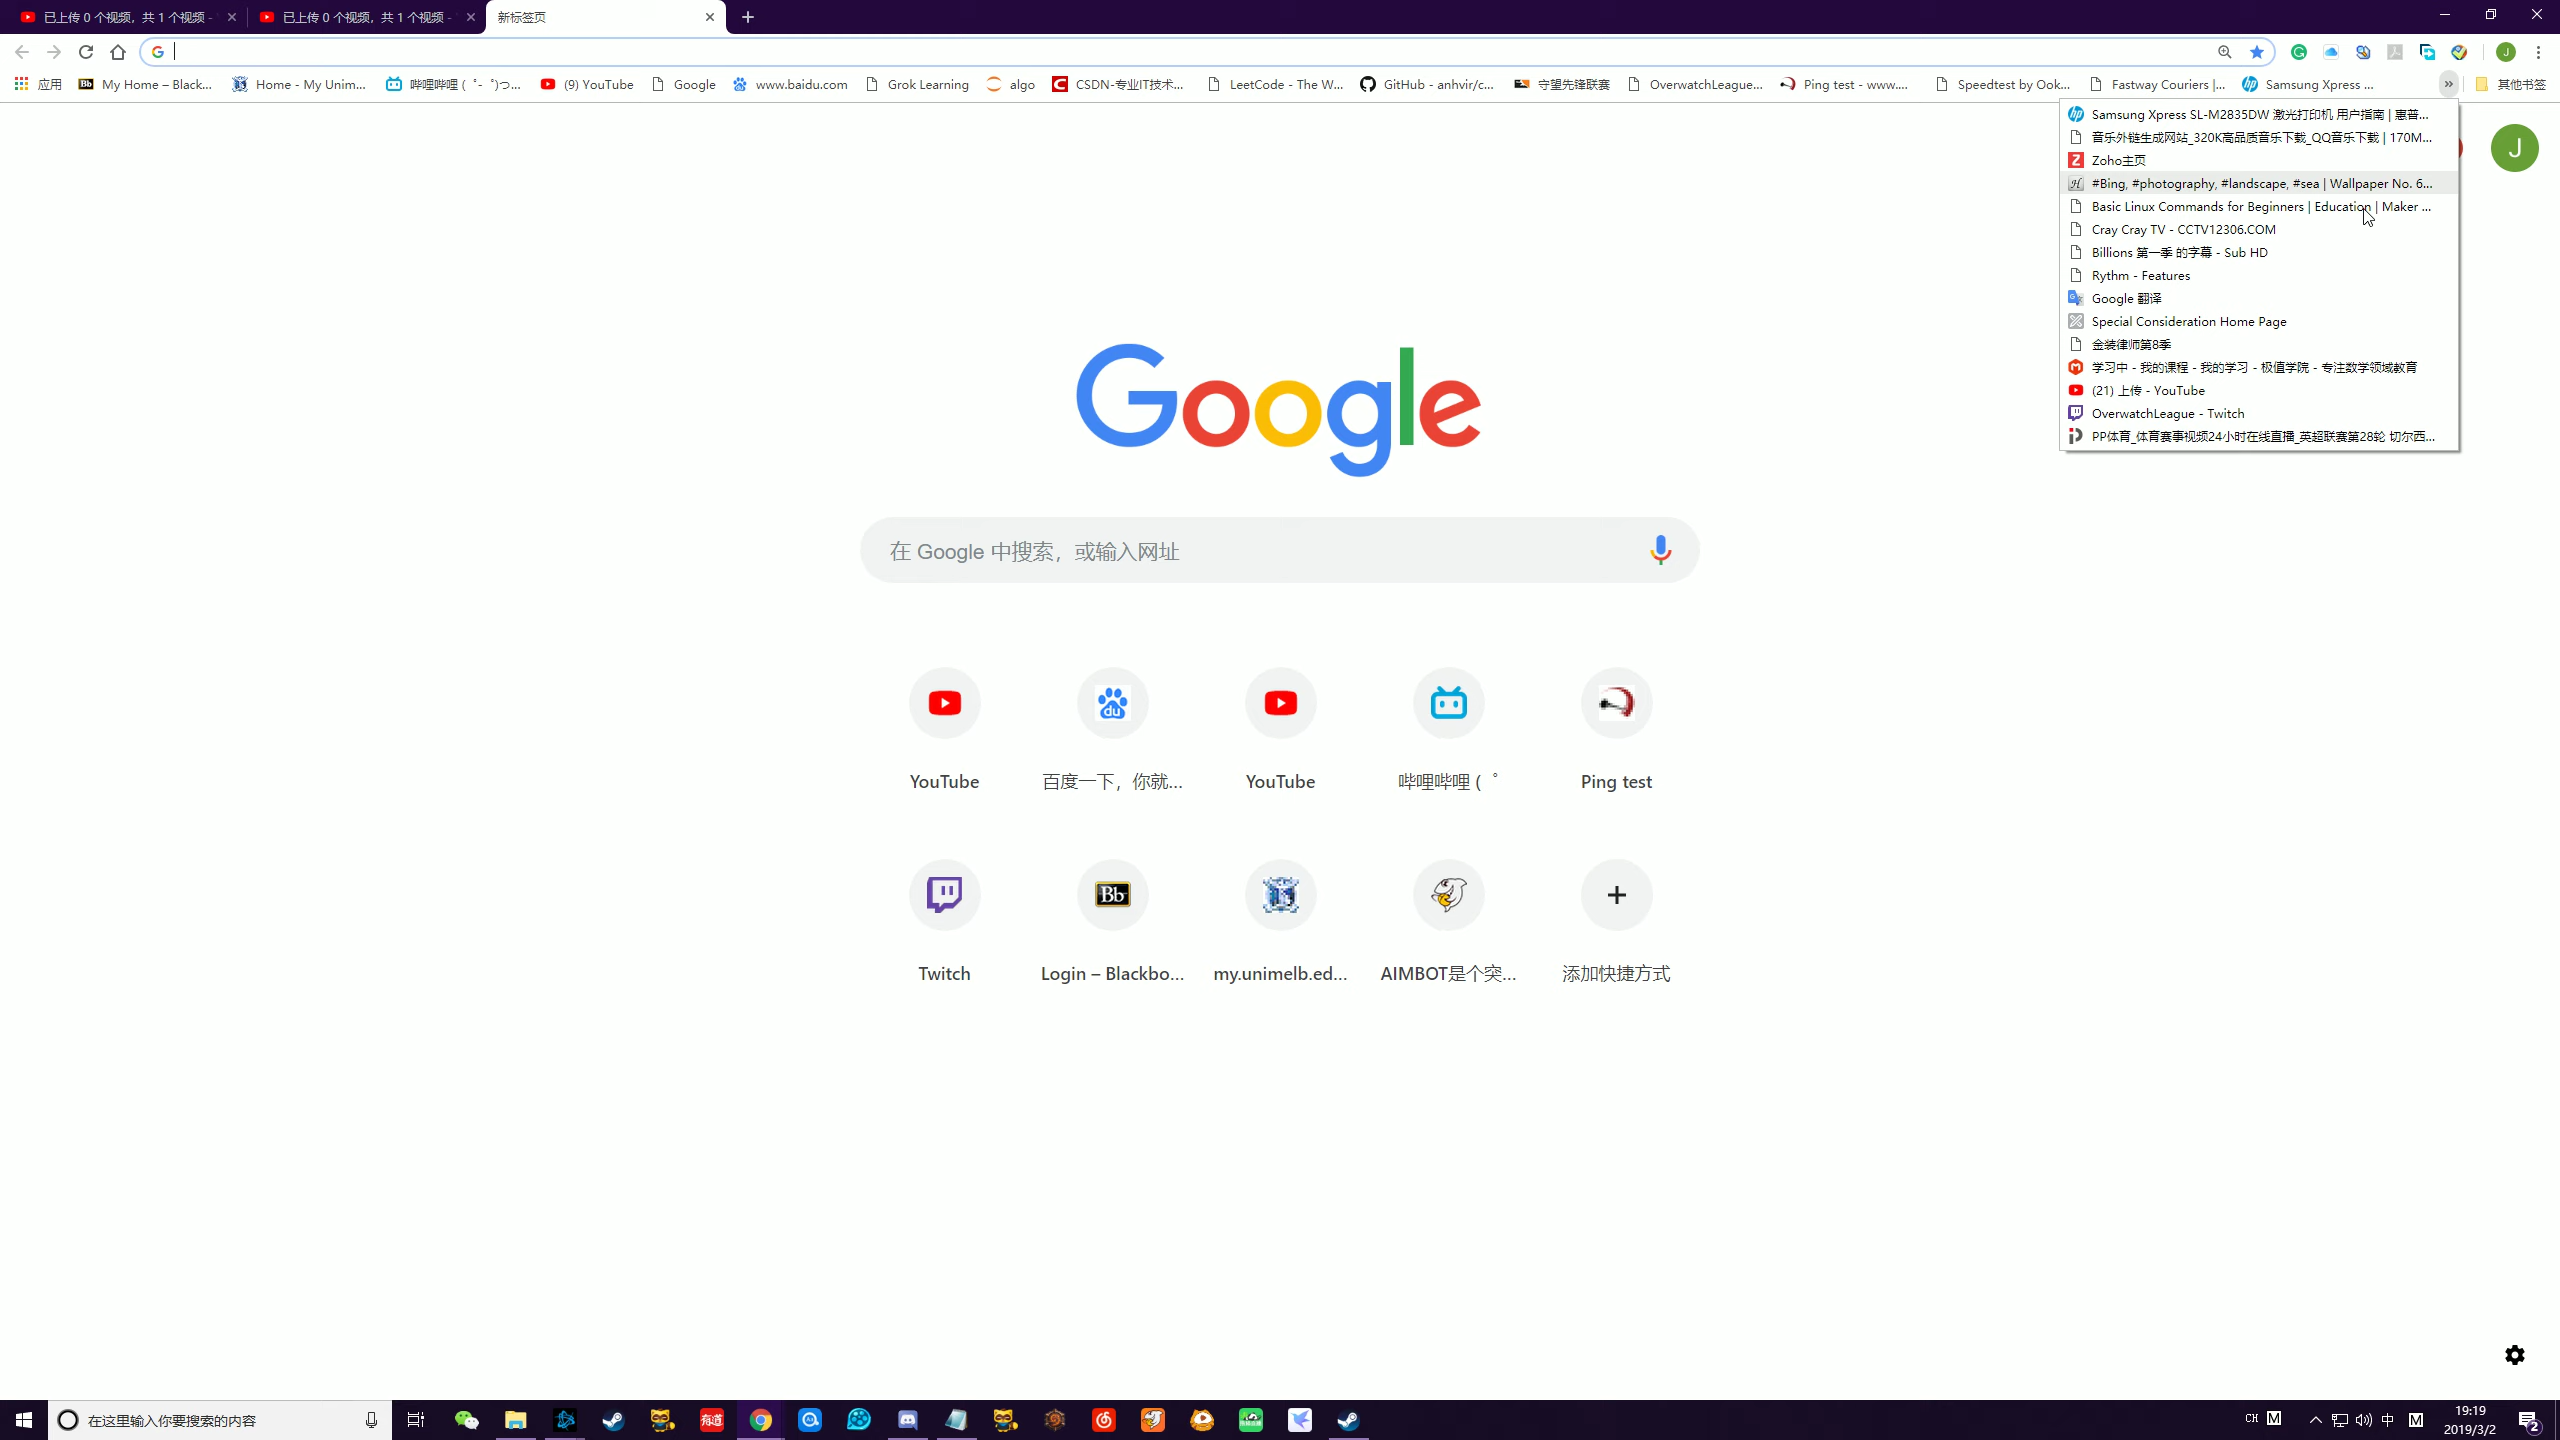 已上传 0 个视频，共 1 个视频 -
已上传 0 个视频，共 1 个视频 -
新标签页
应用
My Home – Black...
Home - My Unim...
哔哩哔哩 ( ゜- ゜)つ...
(9) YouTube
Google
www.baidu.com
Grok Learning
algo
CSDN-专业IT技术...
LeetCode - The W...
GitHub - anhvir/c...
守望先锋联赛
OverwatchLeague...
Ping test - www....
Speedtest by Ook...
Fastway Couriers |...
Samsung Xpress ...
»
其他书签
Samsung Xpress SL-M2835DW 激光打印机 用户指南 | 惠普...
音乐外链生成网站_320K高品质音乐下载_QQ音乐下载 | 170M...
Zoho主页
#Bing, #photography, #landscape, #sea | Wallpaper No. 6...
Basic Linux Commands for Beginners | Education | Maker ...
Cray Cray TV - CCTV12306.COM
Billions 第一季 的字幕 - Sub HD
Rythm - Features
Google 翻译
Special Consideration Home Page
金装律师第8季
学习中 - 我的课程 - 我的学习 - 极值学院 - 专注数学领域教育
(21) 上传 - YouTube
OverwatchLeague - Twitch
PP体育_体育赛事视频24小时在线直播_英超联赛第28轮 切尔西...
J
J
Google
在 Google 中搜索，或输入网址
YouTube
du
百度一下，你就...
YouTube
哔哩哔哩 ( ゜
Ping test
Twitch
Bb
Login – Blackbo...
my.unimelb.ed...
AIMBOT是个突...
添加快捷方式
在这里输入你要搜索的内容
有道
CH
M
中
M
19:19
2019/3/2
2